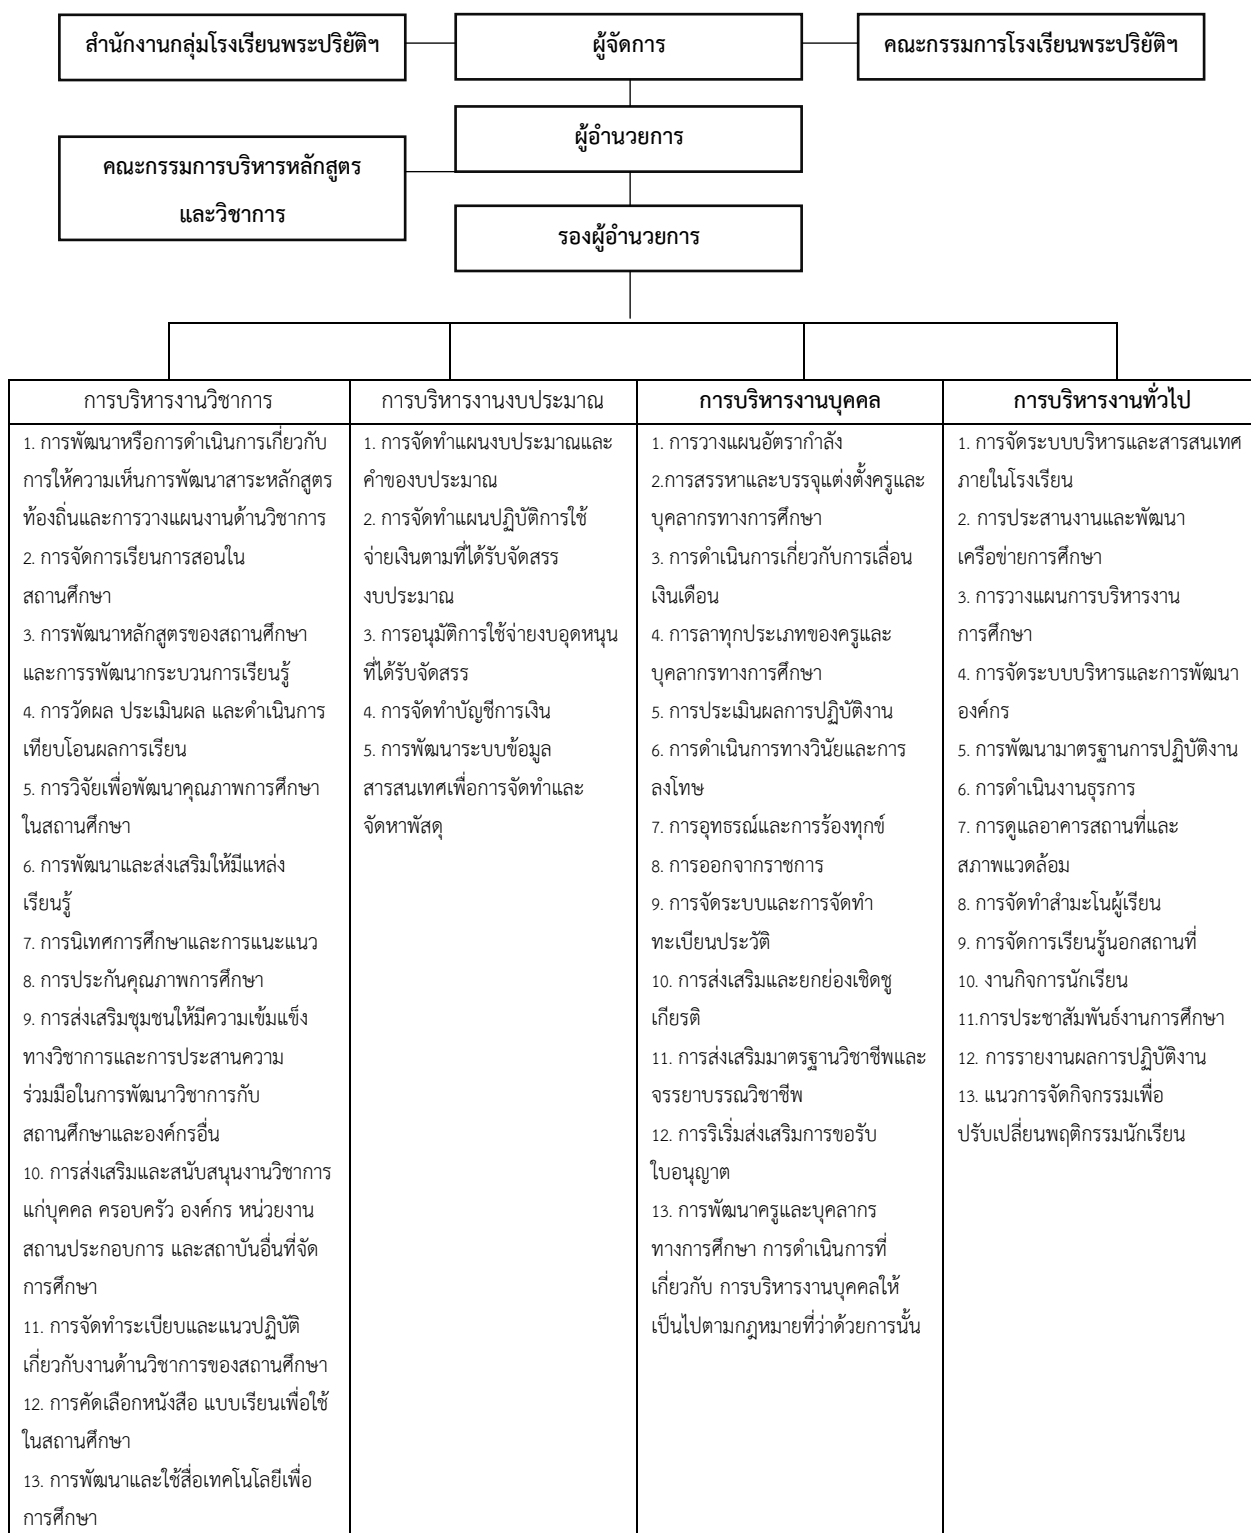 สำนักงานกลุ่มโรงเรียนพระปริยัติฯ
ผู้จัดการ
คณะกรรมการโรงเรียนพระปริยัติฯ
ผู้อำนวยการ
คณะกรรมการบริหารหลักสูตร
และวิชาการ
รองผู้อำนวยการ
การบริหารงานวิชาการ
1. การพัฒนาหรือการดำเนินการเกี่ยวกับ
การให้ความเห็นการพัฒนาสาระหลักสูตร
ท้องถิ่นและการวางแผนงานด้านวิชาการ
2. การจัดการเรียนการสอนใน
สถานศึกษา
3. การพัฒนาหลักสูตรของสถานศึกษา
และการรพัฒนากระบวนการเรียนรู้
4. การวัดผล ประเมินผล และดำเนินการ
เทียบโอนผลการเรียน
5. การวิจัยเพื่อพัฒนาคุณภาพการศึกษา
ในสถานศึกษา
6. การพัฒนาและส่งเสริมให้มีแหล่ง
เรียนรู้
7. การนิเทศการศึกษาและการแนะแนว
8. การประกันคุณภาพการศึกษา
9. การส่งเสริมชุมชนให้มีความเข้มแข็ง
ทางวิชาการและการประสานความ
ร่วมมือในการพัฒนาวิชาการกับ
สถานศึกษาและองค์กรอื่น
10. การส่งเสริมและสนับสนุนงานวิชาการ
แก่บุคคล ครอบครัว องค์กร หน่วยงาน
สถานประกอบการ และสถาบันอื่นที่จัด
การศึกษา
11. การจัดทำระเบียบและแนวปฏิบัติ
เกี่ยวกับงานด้านวิชาการของสถานศึกษา
12. การคัดเลือกหนังสือ แบบเรียนเพื่อใช้
ในสถานศึกษา
13. การพัฒนาและใช้สื่อเทคโนโลยีเพื่อ
การศึกษา
การบริหารงานงบประมาณ
1. การจัดทำแผนงบประมาณและ
คำของบประมาณ
2. การจัดทำแผนปฏิบัติการใช้
จ่ายเงินตามที่ได้รับจัดสรร
งบประมาณ
3. การอนุมัติการใช้จ่ายงบอุดหนุน
ที่ได้รับจัดสรร
4. การจัดทำบัญชีการเงิน
5. การพัฒนาระบบข้อมูล
สารสนเทศเพื่อการจัดทำและ
จัดหาพัสดุ
การบริหารงานบุคคล
1. การวางแผนอัตรากำลัง
2.การสรรหาและบรรจุแต่งตั้งครูและ
บุคลากรทางการศึกษา
3. การดำเนินการเกี่ยวกับการเลื่อน
เงินเดือน
4. การลาทุกประเภทของครูและ
บุคลากรทางการศึกษา
5. การประเมินผลการปฏิบัติงาน
6. การดำเนินการทางวินัยและการ
ลงโทษ
7. การอุทธรณ์และการร้องทุกข์
8. การออกจากราชการ
9. การจัดระบบและการจัดทำ
ทะเบียนประวัติ
10. การส่งเสริมและยกย่องเชิดชู
เกียรติ
11. การส่งเสริมมาตรฐานวิชาชีพและ
จรรยาบรรณวิชาชีพ
12. การริเริ่มส่งเสริมการขอรับ
ใบอนุญาต
13. การพัฒนาครูและบุคลากร
ทางการศึกษา การดำเนินการที่
เกี่ยวกับ การบริหารงานบุคคลให้
เป็นไปตามกฎหมายที่ว่าด้วยการนั้น
การบริหารงานทั่วไป
1. การจัดระบบบริหารและสารสนเทศ
ภายในโรงเรียน
2. การประสานงานและพัฒนา
เครือข่ายการศึกษา
3. การวางแผนการบริหารงาน
การศึกษา
4. การจัดระบบบริหารและการพัฒนา
องค์กร
5. การพัฒนามาตรฐานการปฏิบัติงาน
6. การดำเนินงานธุรการ
7. การดูแลอาคารสถานที่และ
สภาพแวดล้อม
8. การจัดทำสำมะโนผู้เรียน
9. การจัดการเรียนรู้นอกสถานที่
10. งานกิจการนักเรียน
11.การประชาสัมพันธ์งานการศึกษา
12. การรายงานผลการปฏิบัติงาน
13. แนวการจัดกิจกรรมเพื่อ
ปรับเปลี่ยนพฤติกรรมนักเรียน